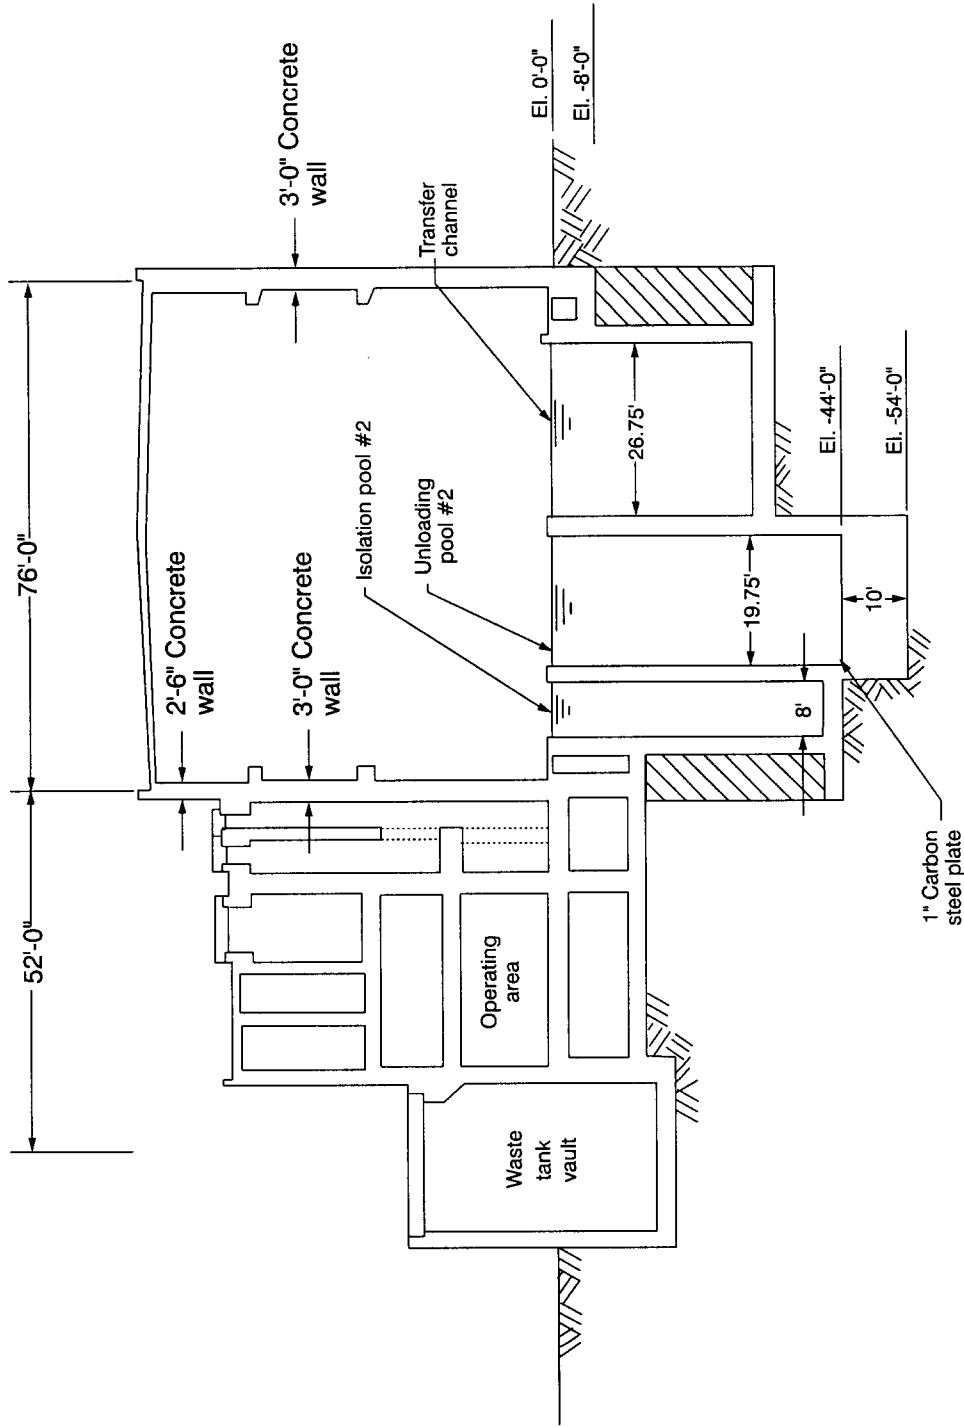 52'-0"
76'-0"
2'-6" Concrete
wall
3'-0" Concrete
wall
3'-0" Concrete
wall
Isolation pool #2
Unloading
pool #2
Transfer
channel
El. 0'-0"
El. -8'-0"
Operating
area
Waste
tank
vault
8'
19.75'
26.75'
10'
El. -44'-0"
El. -54'-0"
1" Carbon
steel plate